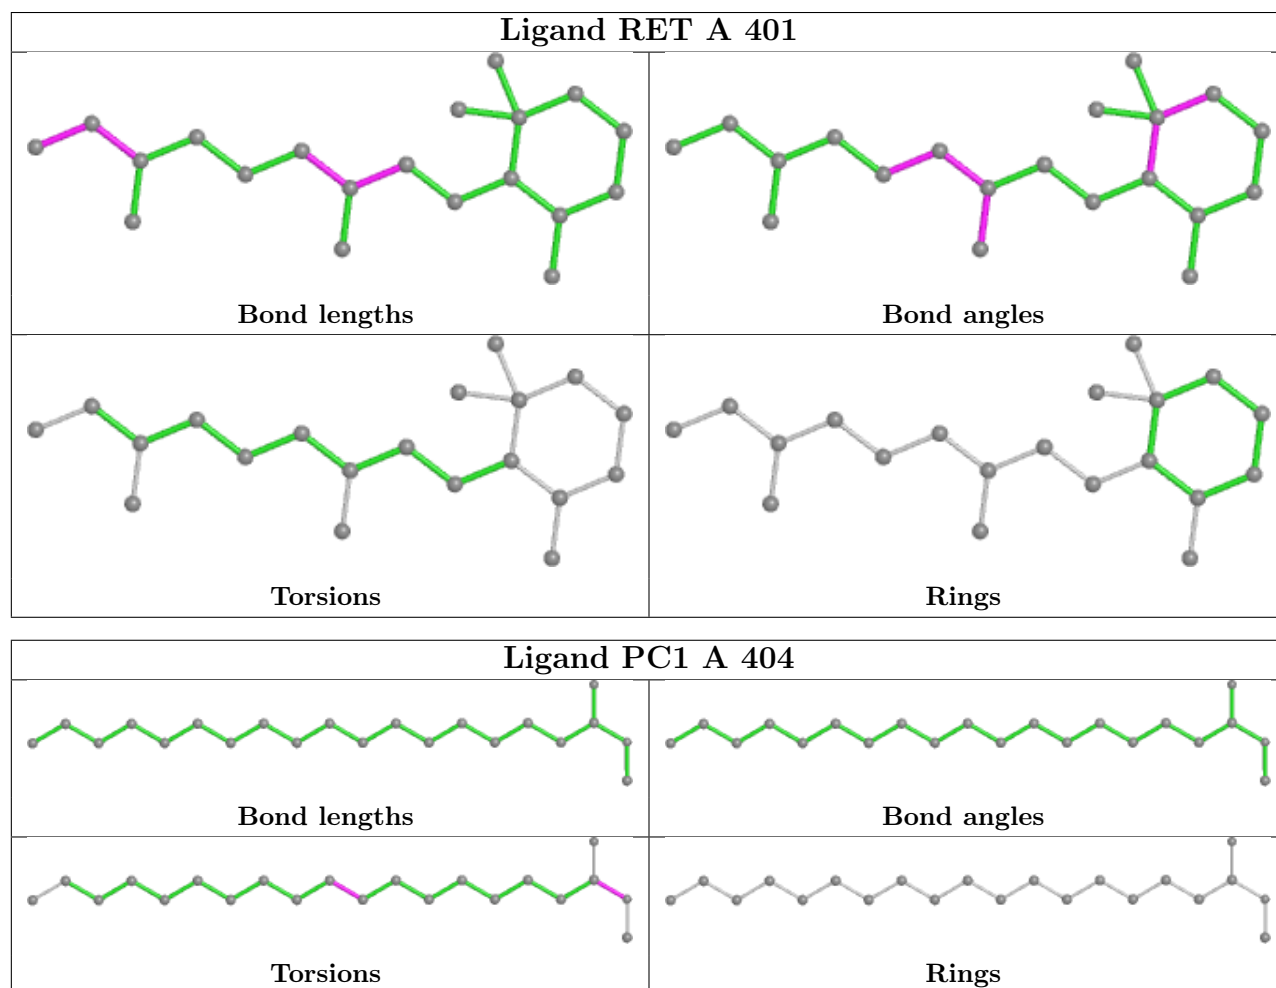 Ligand RET A 401
Bond lengths
Bond angles
Torsions
Rings
Ligand PC1 A 404
Bond lengths
Bond angles
Torsions
Rings